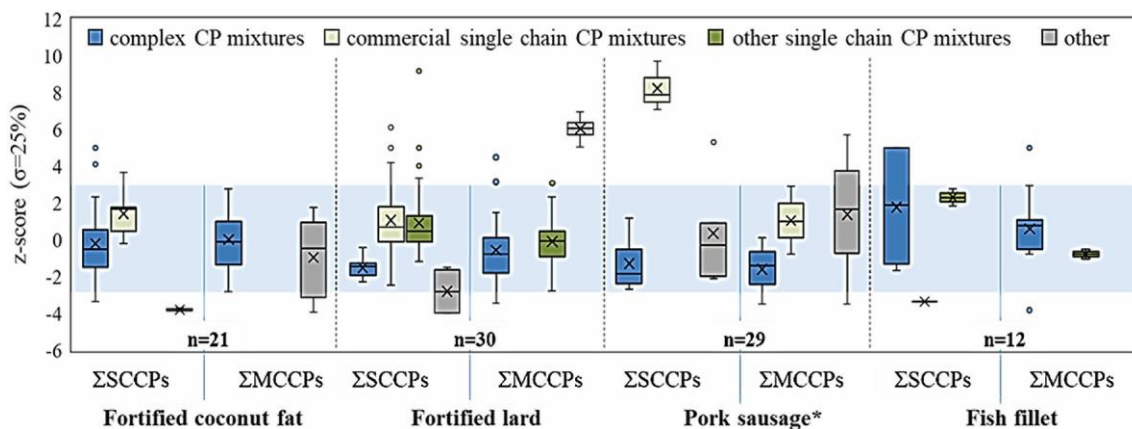 12
complex CP mixtures commercial single chain CP mixtures other single chain CP mixtures other
10
8
6
4
2
0
-2
-4
-6
z-score (σ=25%)
n=21 n=30 n=29 n=12
ΣSCCPs ΣMCCPs ΣSCCPs ΣMCCPs ΣSCCPs ΣMCCPs ΣSCCPs ΣMCCPs
Fortified coconut fat Fortified lard Pork sausage* Fish fillet